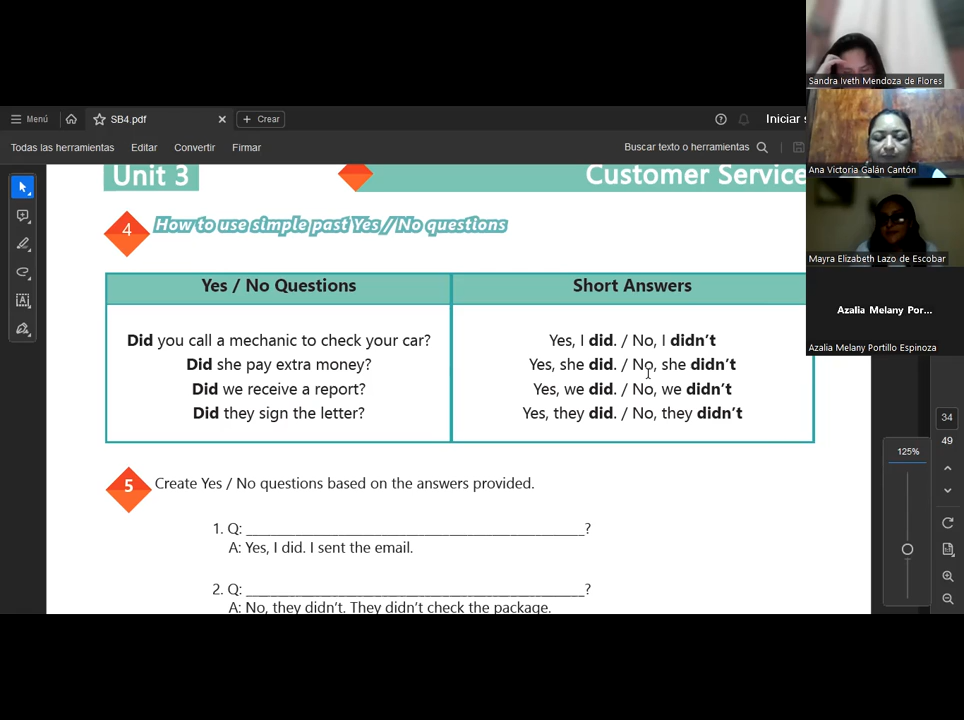 Sandra Iveth Mendoza de Flores
Menú
SB4.pdf
Crear
Iniciar s
Todas las herramientas
Editar
Convertir
Firmar
Buscar texto o herramientas
Ana Victoria Galán Cantón
Unit 3
Customer Service
4
How to use simple past Yes / No questions
Mayra Elizabeth Lazo de Escobar
Yes / No Questions
Short Answers
Azalia Melany Por...
Azalia Melany Portillo Espinoza
Did you call a mechanic to check your car?
Yes, I did. / No, I didn't
Did she pay extra money?
Yes, she did. / No, she didn't
Did we receive a report?
Yes, we did. / No, we didn't
Did they sign the letter?
Yes, they did. / No, they didn't
34
49
125%
5
Create Yes / No questions based on the answers provided.
1. Q: ______________________________________?
A: Yes, I did. I sent the email.
2. Q: ______________________________________?
A: No, they didn't. They didn't check the package.